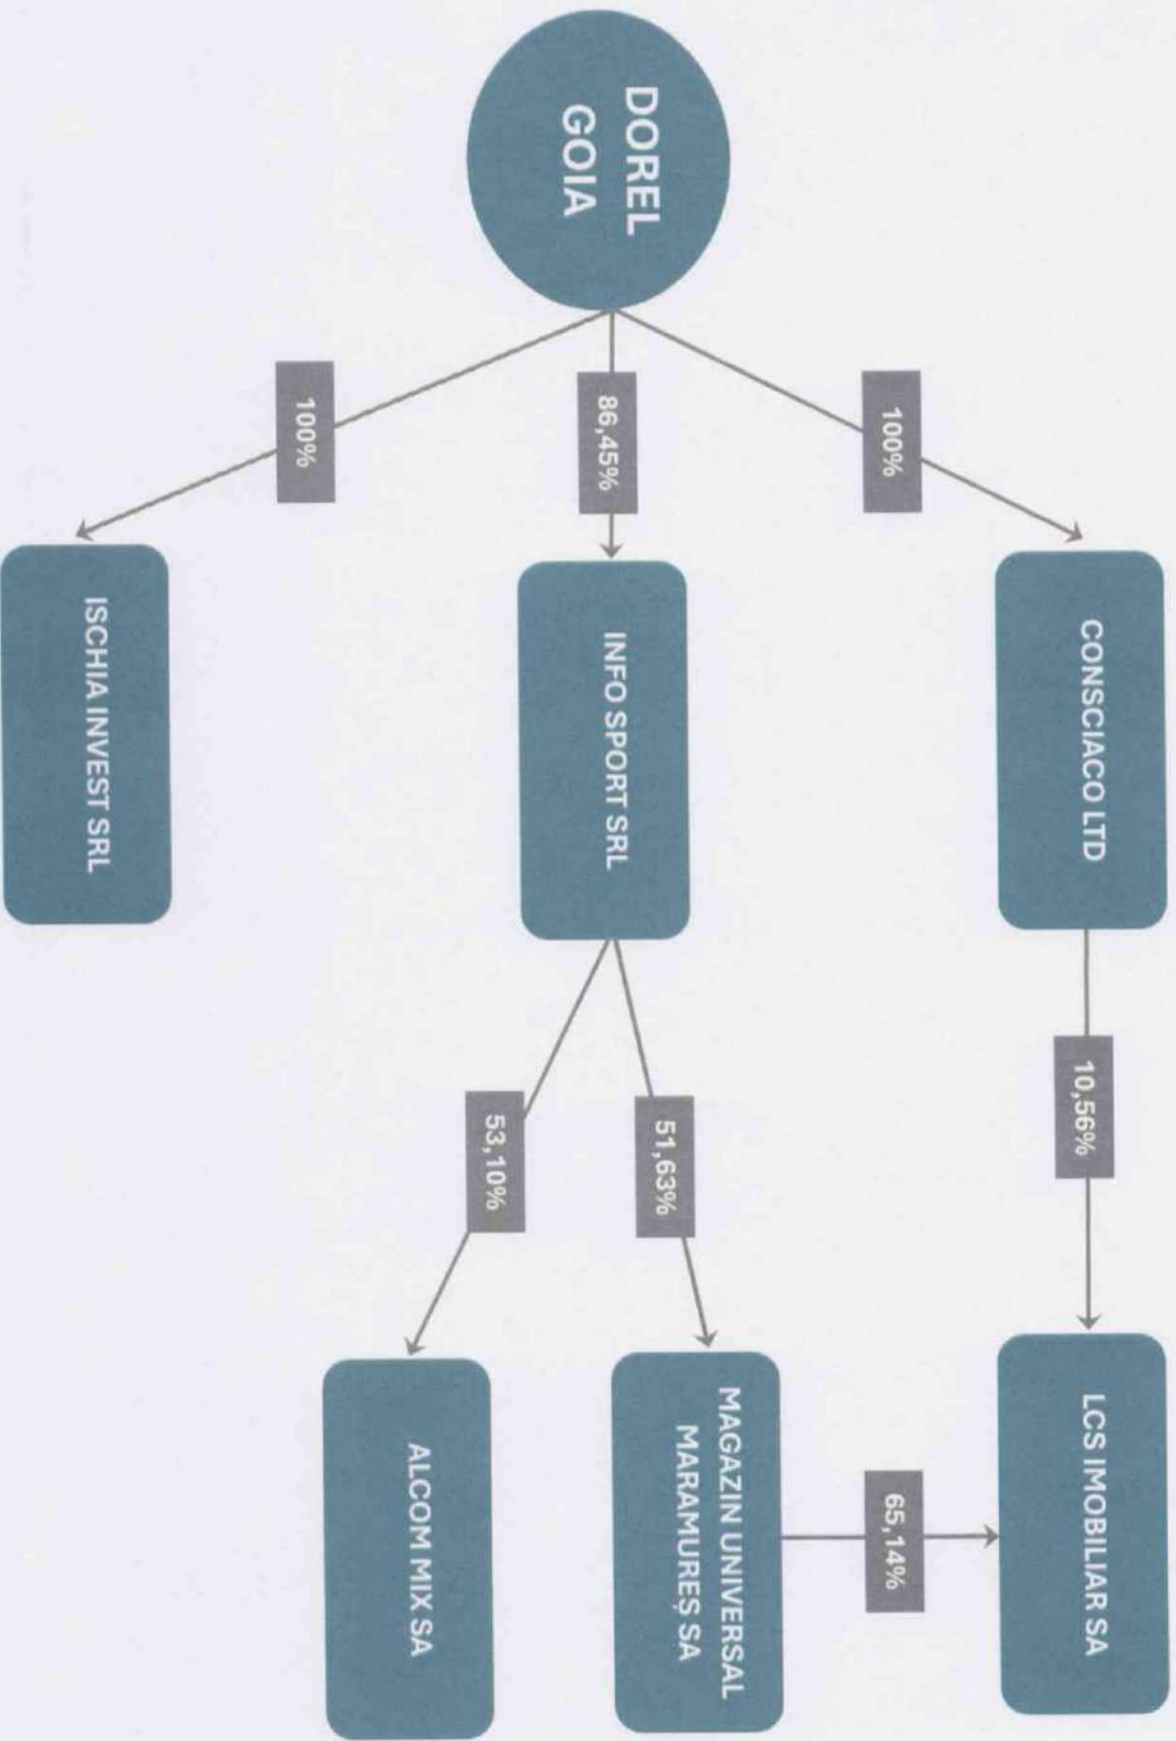 DOREL
GOIA
100%
86,45%
100%
CONSCIACO LTD
INFO SPORT SRL
ISCHIA INVEST SRL
10,56%
51,63%
53,10%
65,14%
LCS IMOBILIAR SA
MAGAZIN UNIVERSAL
MARAMUREȘ SA
ALCOM MIX SA